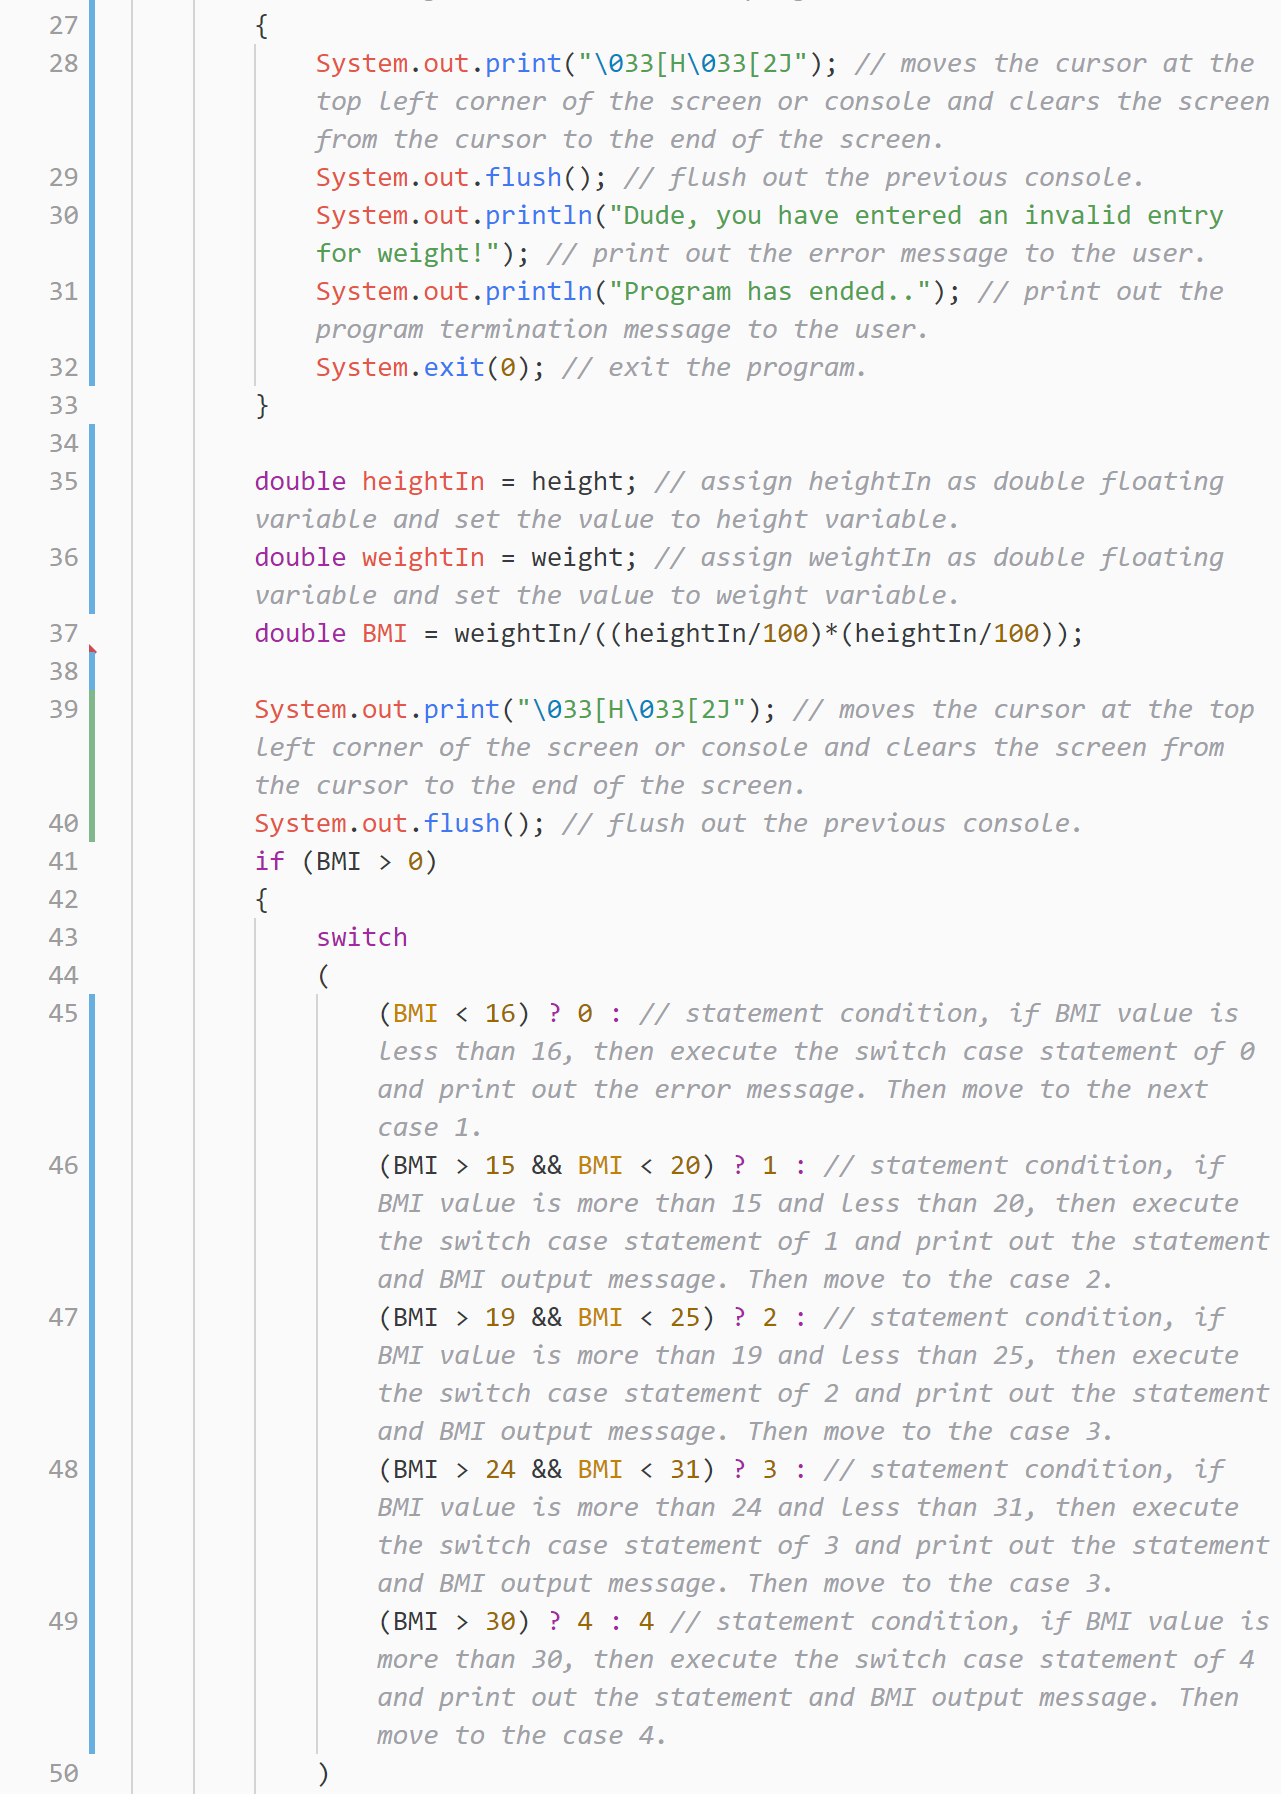 27 {
28 System.out.print("\033[H\033[2J"); // moves the cursor at the
top left corner of the screen or console and clears the screen
from the cursor to the end of the screen.
29 System.out.flush(); // flush out the previous console.
30 System.out.println("Dude, you have entered an invalid entry
for weight!"); // print out the error message to the user.
31 System.out.println("Program has ended.."); // print out the
program termination message to the user.
32 System.exit(0); // exit the program.
33 }
34
35 double heightIn = height; // assign heightIn as double floating
variable and set the value to height variable.
36 double weightIn = weight; // assign weightIn as double floating
variable and set the value to weight variable.
37 double BMI = weightIn/((heightIn/100)*(heightIn/100));
38
39 System.out.print("\033[H\033[2J"); // moves the cursor at the top
left corner of the screen or console and clears the screen from
the cursor to the end of the screen.
40 System.out.flush(); // flush out the previous console.
41 if (BMI > 0)
42 {
43 switch
44 (
45 (BMI < 16) ? 0 : // statement condition, if BMI value is
less than 16, then execute the switch case statement of 0
and print out the error message. Then move to the next
case 1.
46 (BMI > 15 && BMI < 20) ? 1 : // statement condition, if
BMI value is more than 15 and less than 20, then execute
the switch case statement of 1 and print out the statement
and BMI output message. Then move to the case 2.
47 (BMI > 19 && BMI < 25) ? 2 : // statement condition, if
BMI value is more than 19 and less than 25, then execute
the switch case statement of 2 and print out the statement
and BMI output message. Then move to the case 3.
48 (BMI > 24 && BMI < 31) ? 3 : // statement condition, if
BMI value is more than 24 and less than 31, then execute
the switch case statement of 3 and print out the statement
and BMI output message. Then move to the case 3.
49 (BMI > 30) ? 4 : 4 // statement condition, if BMI value is
more than 30, then execute the switch case statement of 4
and print out the statement and BMI output message. Then
move to the case 4.
50 )